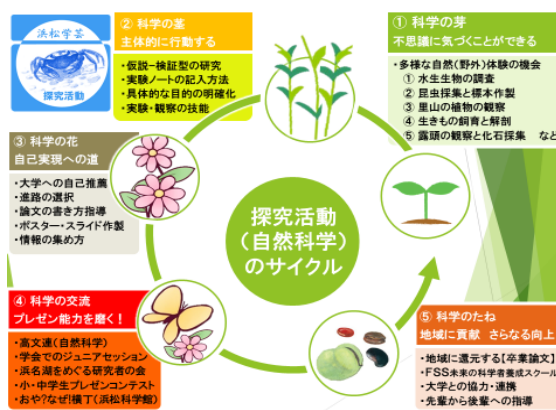 浜松学芸
探究活動
② 科学の茎
主体的に行動する
・仮説ー検証型の研究
・実験ノートの記入方法
・具体的な目的の明確化
・実験・観察の技能
① 科学の芽
不思議に気づくことができる
・多様な自然(野外)体験の機会
① 水生生物の調査
② 昆虫採集と標本作製
③ 里山の植物の観察
④ 生きもの飼育と解剖
⑤ 露頭の観察と化石採集 など
③ 科学の花
自己実現への道
・大学への自己推薦
・進路の選択
・論文の書き方指導
・ポスター・スライド作製
・情報の集め方
探究活動
(自然科学)
のサイクル
④ 科学の交流
プレゼン能力を磨く!
・高文連(自然科学)
・学会でのジュニアセッション
・浜名湖をめぐる研究者の会
・小・中学生プレゼンコンテスト
・おや?なぜ!横丁(浜松科学館)
⑤ 科学のたね
地域に貢献 さらなる向上
・地域に還元する【卒業論文】
・FSS未来の科学者養成スクール
・大学との協力・連携
・先輩から後輩への指導